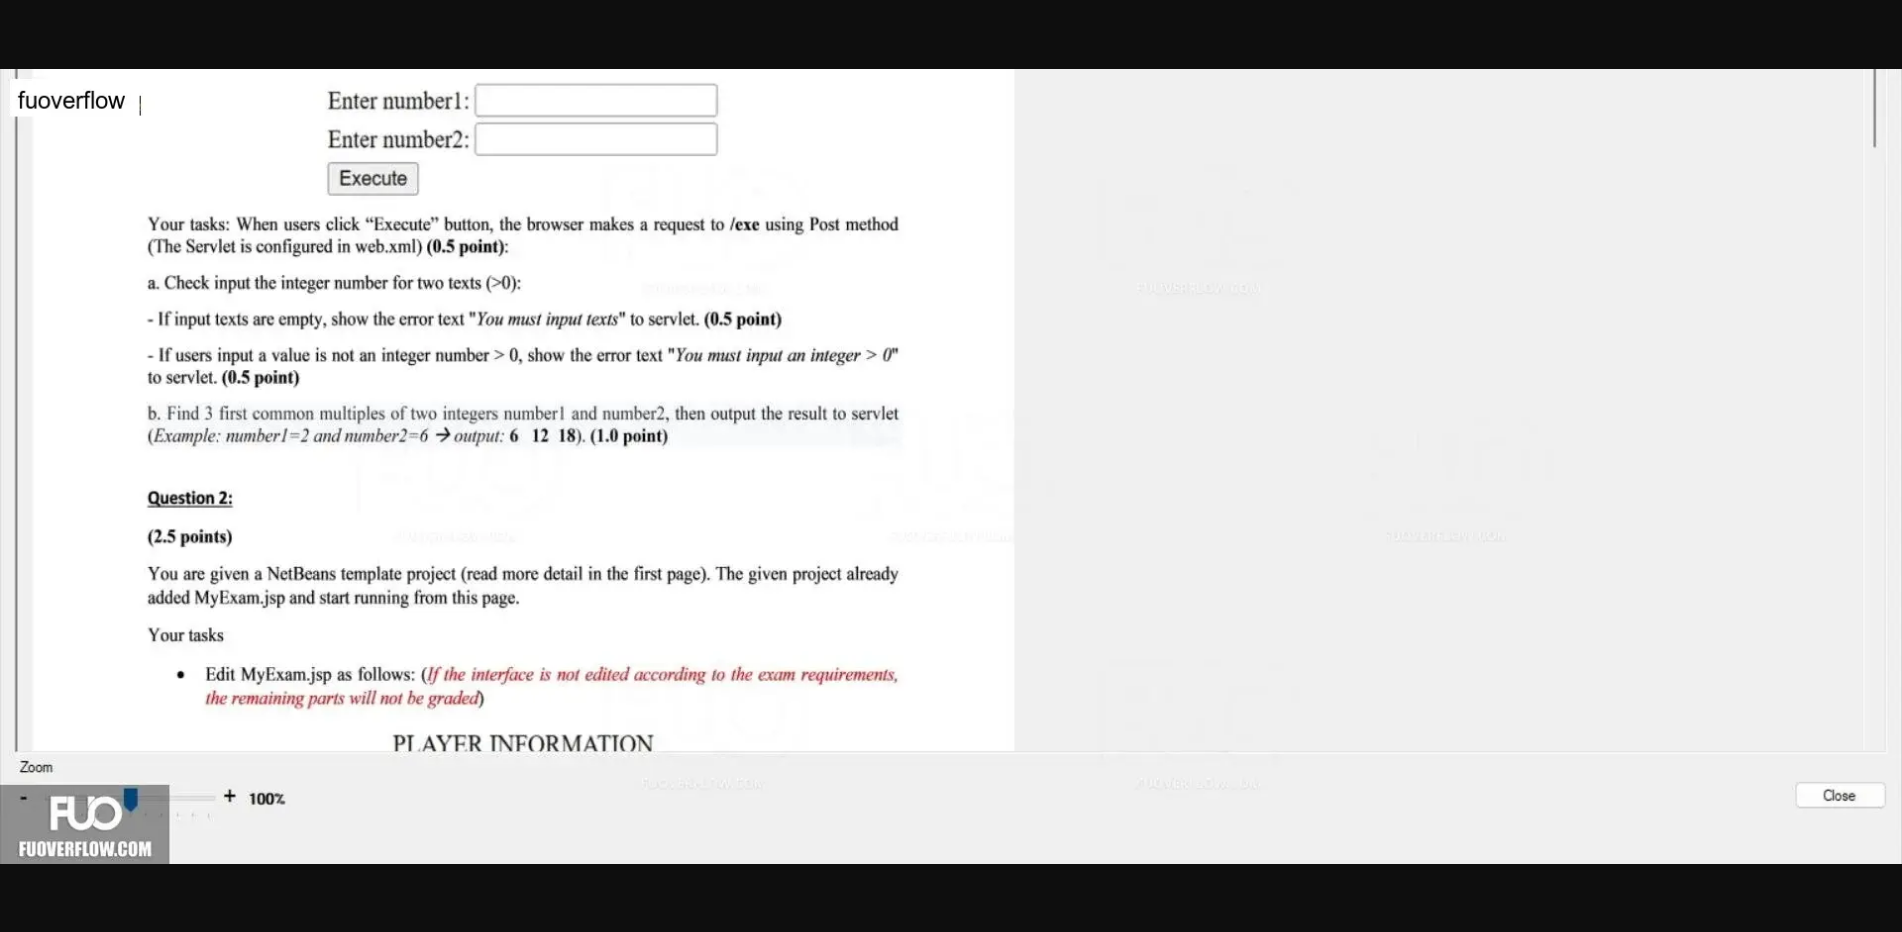 fuoverflow
Enter number1:
Enter number2:
Execute
Your tasks: When users click “Execute” button, the browser makes a request to /exe using Post method
(The Servlet is configured in web.xml) (0.5 point):
a. Check input the integer number for two texts (>0):
- If input texts are empty, show the error text "You must input texts" to servlet. (0.5 point)
- If users input a value is not an integer number > 0, show the error text "You must input an integer > 0"
to servlet. (0.5 point)
b. Find 3 first common multiples of two integers number1 and number2, then output the result to servlet
(Example: number1=2 and number2=6 → output: 6 12 18). (1.0 point)
Question 2:
(2.5 points)
You are given a NetBeans template project (read more detail in the first page). The given project already
added MyExam.jsp and start running from this page.
Your tasks
• Edit MyExam.jsp as follows: (If the interface is not edited according to the exam requirements,
the remaining parts will not be graded)
PLAYER INFORMATION
Zoom
- + 100%
Close
FUO
FUOVERFLOW.COM